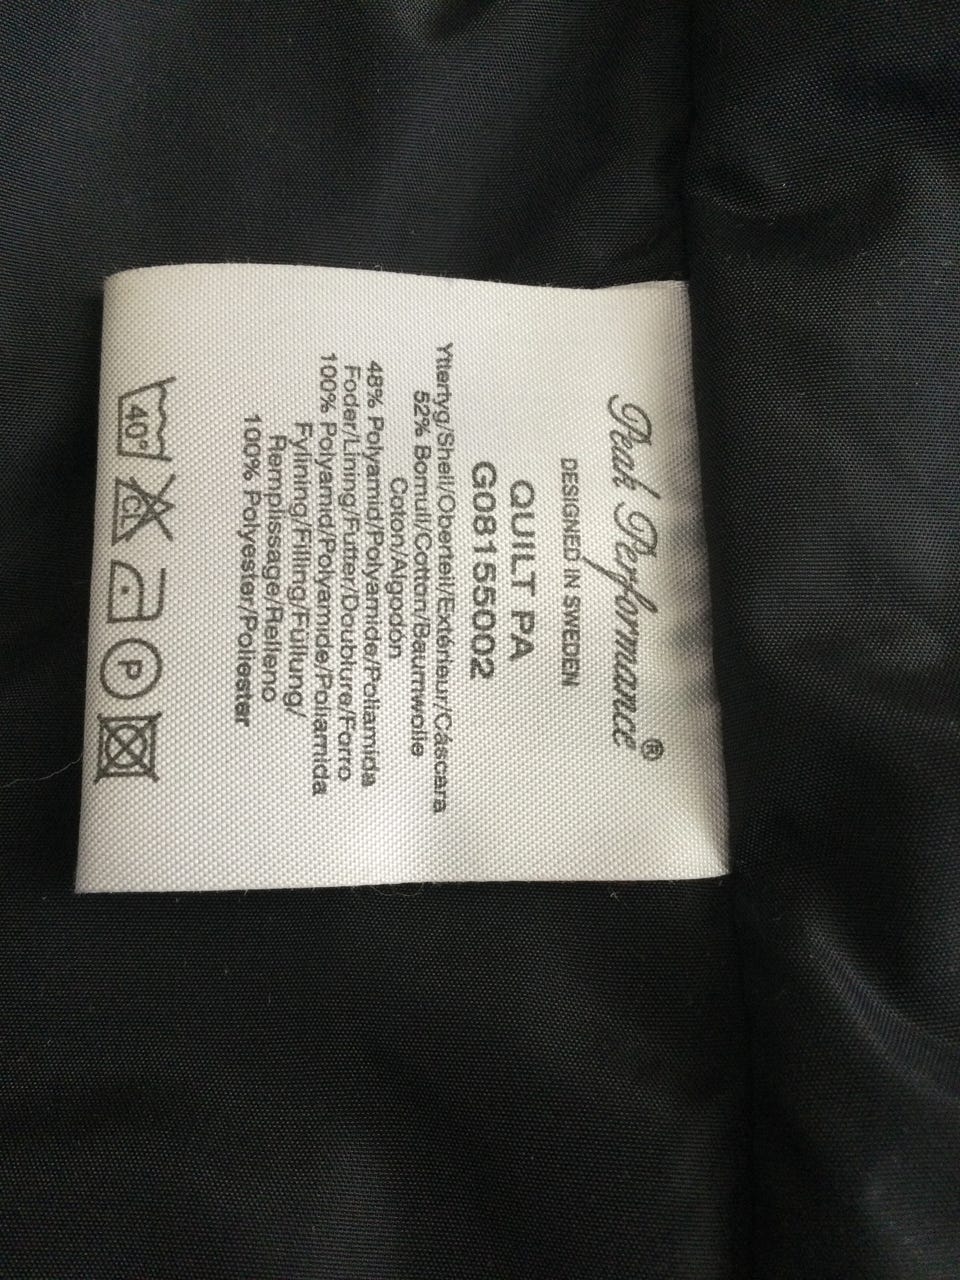 Peak Performance®
DESIGNED IN SWEDEN
QUILT PA
G08155002
Yttertyg/Shell/Oberteil/Extérieur/Cáscara
52% Bomull/Cotton/Baumwolle
Coton/Algodón
48% Polyamid/Polyamide/Poliamida
Foder/Lining/Futter/Doublure/Forro
100% Polyamid/Polyamide/Poliamida
Fyllning/Filling/Füllung/
Remplissage/Relleno
100% Polyester/Poliester
40° CL P